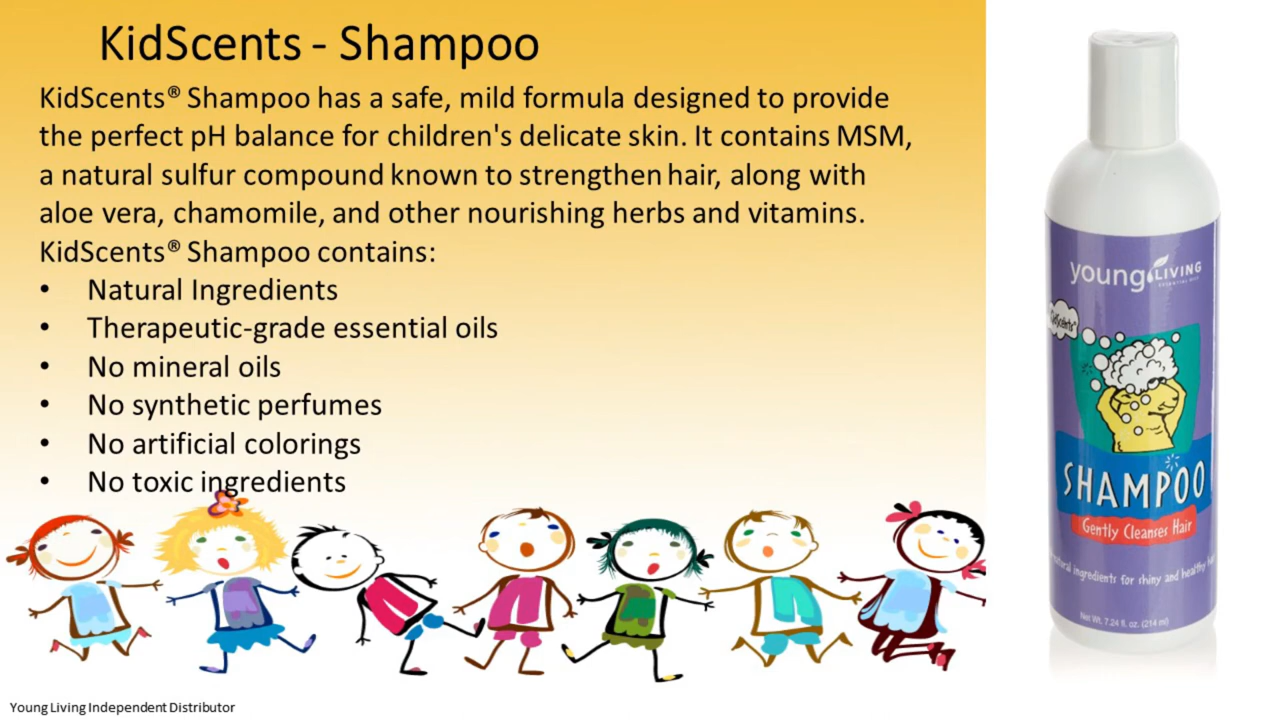 KidScents - Shampoo
KidScents® Shampoo has a safe, mild formula designed to provide
the perfect pH balance for children's delicate skin. It contains MSM,
a natural sulfur compound known to strengthen hair, along with
aloe vera, chamomile, and other nourishing herbs and vitamins.
KidScents® Shampoo contains:
• Natural Ingredients
• Therapeutic-grade essential oils
• No mineral oils
• No synthetic perfumes
• No artificial colorings
• No toxic ingredients
Young Living Independent Distributor
young LIVING
KidScents®
SHAMPOO
Gently Cleanses Hair
ingredients for shiny and healthy
Net Wt. 7.24 fl. oz. (214 ml)